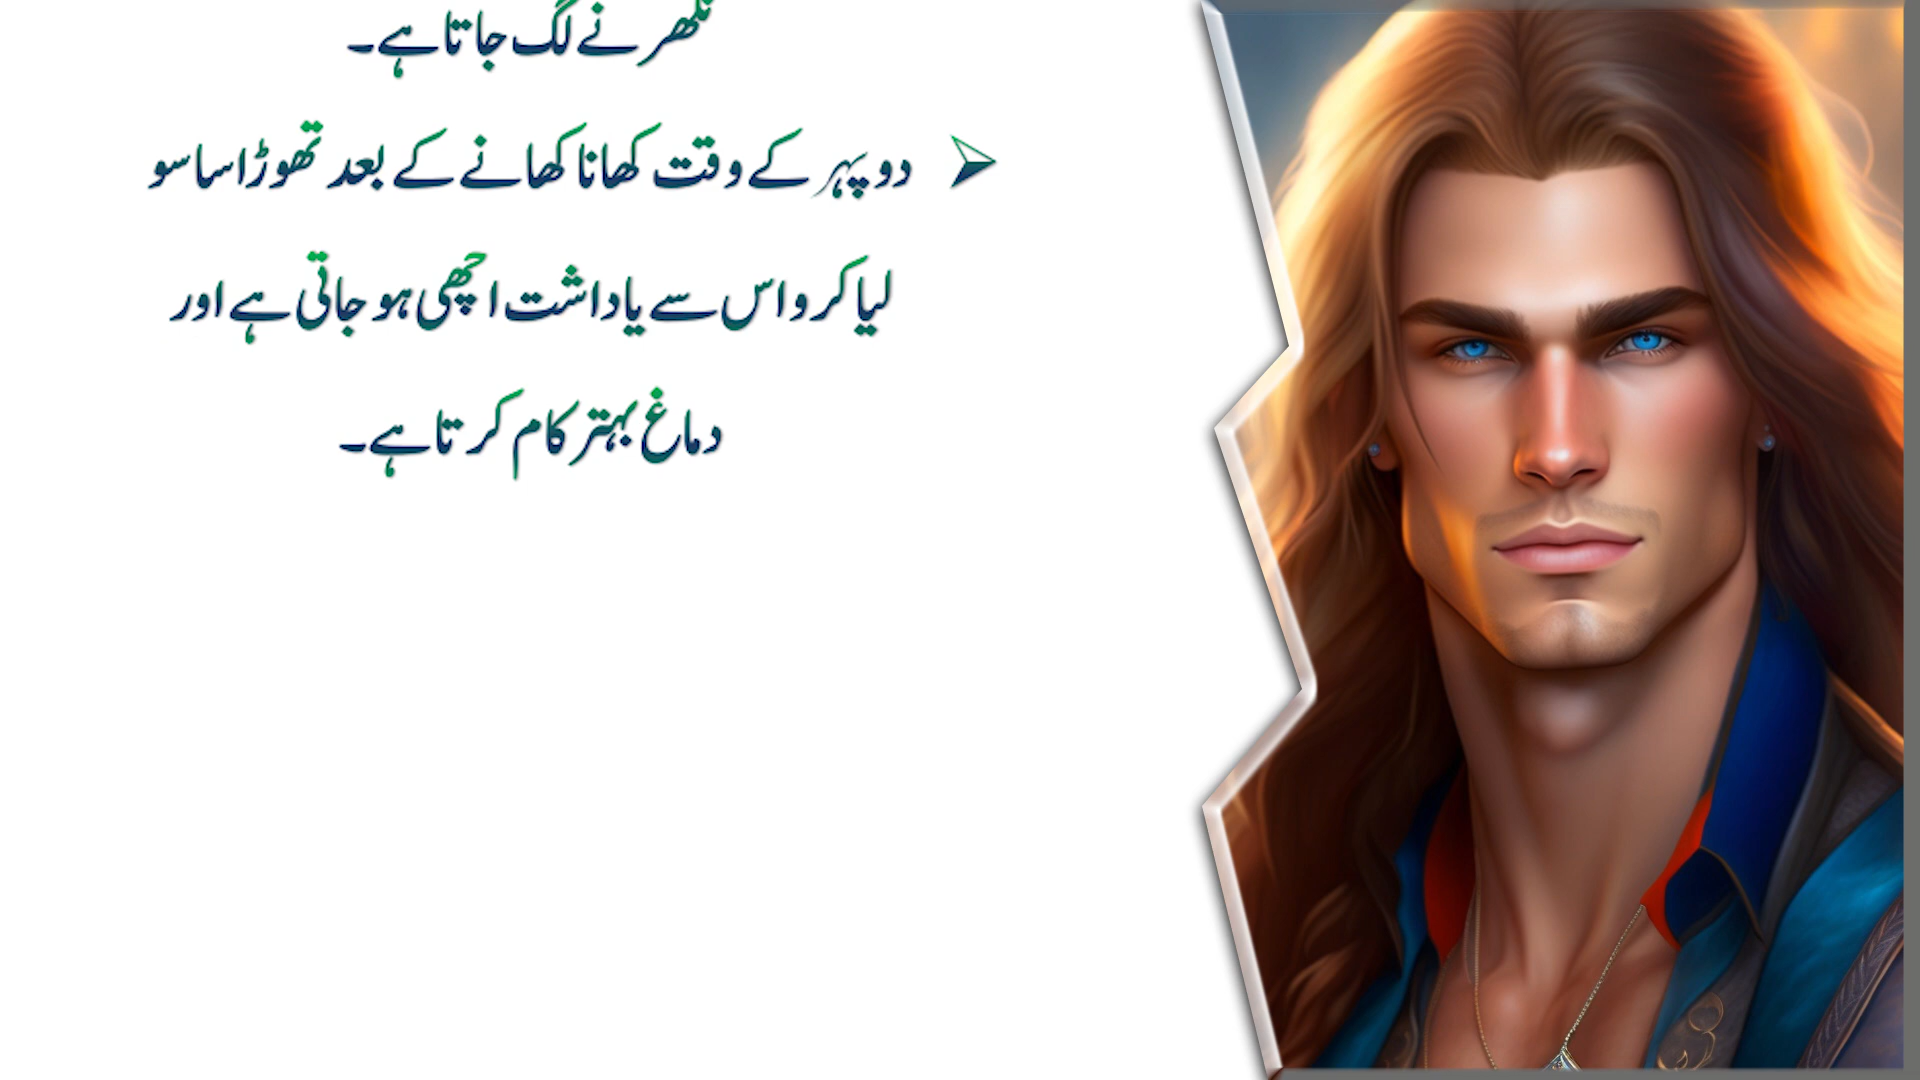 نکھرنے لگ جاتا ہے۔
دوپہر کے وقت کھانا کھانے کے بعد تھوڑا سا سو
لیا کرو اس سے یاداشت اچھی ہو جاتی ہے اور
دماغ بہتر کام کرتا ہے۔